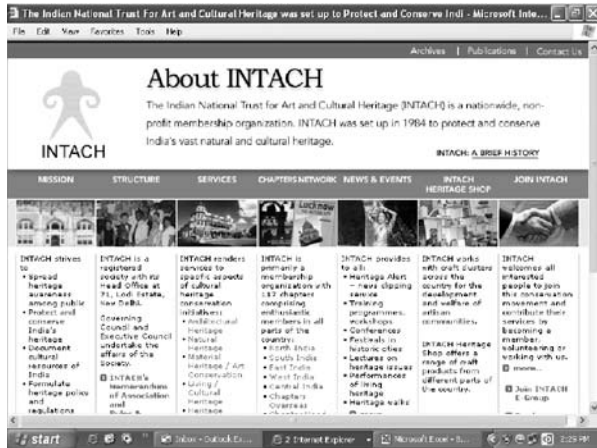 The Indian National Trust For Art and Cultural Heritage was set up to Protect and Conserve Indi - Microsoft Inte...
File Edit View Favorites Tools Help
Archives | Publications | Contact Us
About INTACH
The Indian National Trust for Art and Cultural Heritage (INTACH) is a nationwide, non-
profit membership organization. INTACH was set up in 1984 to protect and conserve
India's vast natural and cultural heritage.
INTACH: A BRIEF HISTORY
INTACH
MISSION STRUCTURE SERVICES CHAPTERS NETWORK NEWS & EVENTS INTACH HERITAGE SHOP JOIN INTACH
Lucknow
INTACH strives
to
• Spread
heritage
awareness
among public
• Protect and
conserve
India's
heritage
• Document
cultural
resources of
India
• Formulate
heritage policy
and
regulations
INTACH is a
registered
society with its
Head Office at
71, Lodi Estate,
New Delhi.
Governing
Council and
Executive Council
undertake the
affairs of the
Society.
INTACH's
Memorandum
of Association
and
Rules &
INTACH renders
services to
specific aspects
of cultural
heritage
conservation
initiatives:
• Architectural
Heritage
• Natural
Heritage
• Material
Heritage / Art
Conservation
• Living /
Cultural
Heritage
• Heritage
INTACH is
primarily a
membership
organization with
117 chapters
comprising
enthusiastic
members in all
parts of the
country:
• North India
• South India
• East India
• West India
• Central India
• Chapters
Overseas
INTACH provides
to all:
• Heritage Alert
– news clipping
service
• Training
programmes,
workshops
• Conferences
• Festivals in
historic cities
• Lectures on
heritage issues
• Performances
of living
heritage
• Heritage walks
more
INTACH works
with craft clusters
across the
country for the
development
and welfare of
artisan
communities.
INTACH Heritage
Shop offers a
range of craft
products from
different parts of
the country.
INTACH
welcomes all
interested
people to join
this conservation
movement and
contribute their
services by
becoming a
member,
volunteering or
working with us.
more...
Join INTACH
E-Group
start
Inbox - Outlook Ex...
2 Internet Explorer
Microsoft Excel - B...
2:29 PM